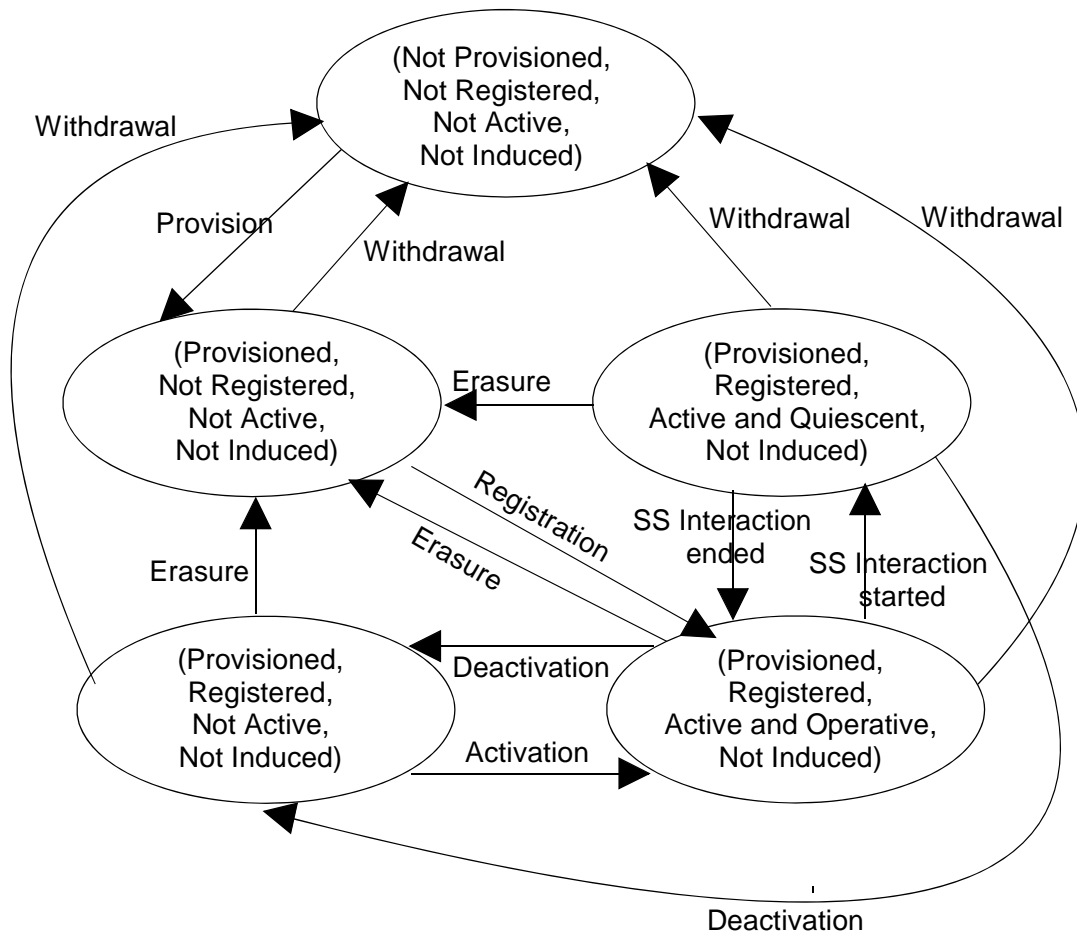 (Not Provisioned,
Not Registered,
Not Active,
Not Induced)
Withdrawal
Provision
Withdrawal
Withdrawal
Withdrawal
(Provisioned,
Not Registered,
Not Active,
Not Induced)
Erasure
(Provisioned,
Registered,
Active and Quiescent,
Not Induced)
Registration
Erasure
SS Interaction
ended
SS Interaction
started
Erasure
(Provisioned,
Registered,
Not Active,
Not Induced)
Deactivation
Activation
(Provisioned,
Registered,
Active and Operative,
Not Induced)
Deactivation